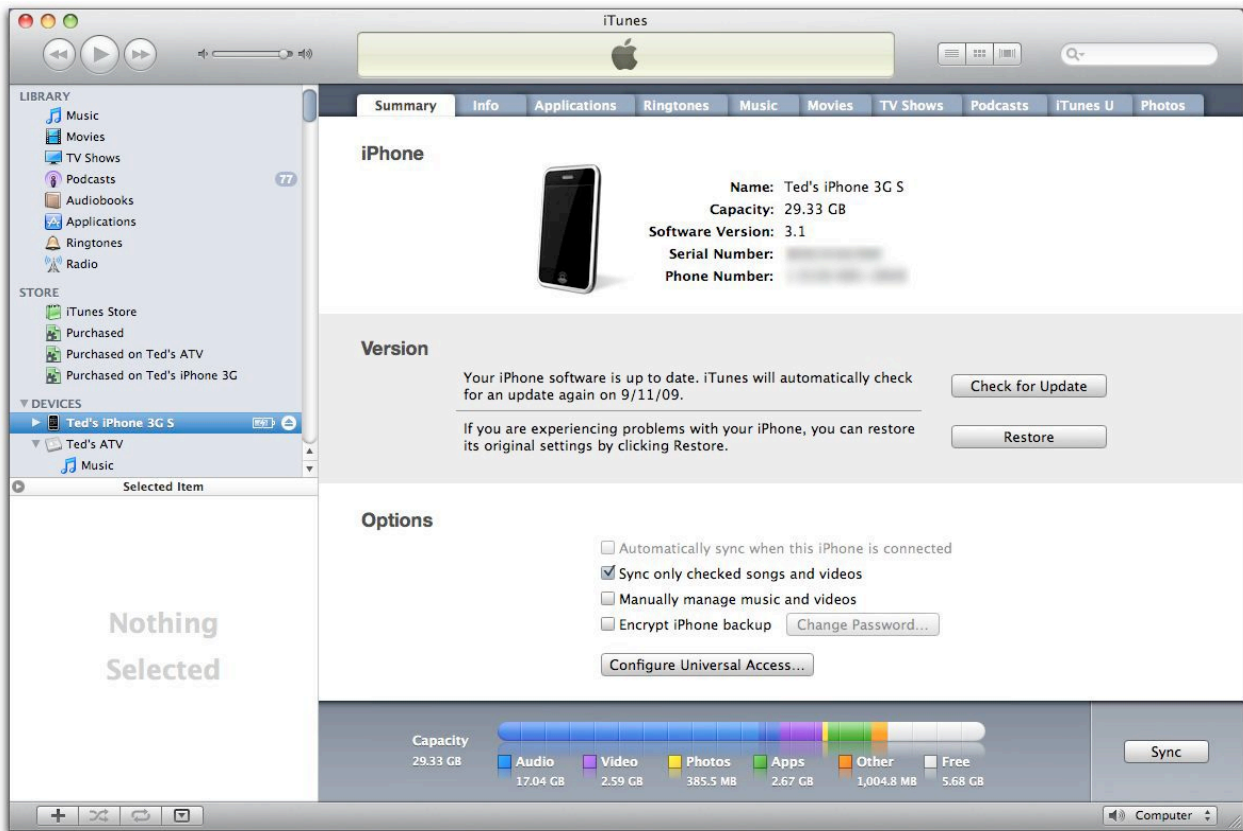 iTunes
LIBRARY
Music
Movies
TV Shows
Podcasts 77
Audiobooks
Applications
Ringtones
Radio
STORE
iTunes Store
Purchased
Purchased on Ted's ATV
Purchased on Ted's iPhone 3G
DEVICES
Ted's iPhone 3G S
Ted's ATV
Music
Selected Item
Nothing
Selected
Summary Info Applications Ringtones Music Movies TV Shows Podcasts iTunes U Photos
iPhone
Name: Ted's iPhone 3G S
Capacity: 29.33 GB
Software Version: 3.1
Serial Number:
Phone Number:
Version
Your iPhone software is up to date. iTunes will automatically check
for an update again on 9/11/09.
Check for Update
If you are experiencing problems with your iPhone, you can restore
its original settings by clicking Restore.
Restore
Options
Automatically sync when this iPhone is connected
Sync only checked songs and videos
Manually manage music and videos
Encrypt iPhone backup Change Password...
Configure Universal Access...
Capacity
29.33 GB
Audio Video Photos Apps Other Free
17.04 GB 2.59 GB 385.5 MB 2.67 GB 1,004.8 MB 5.68 GB
Sync
Computer